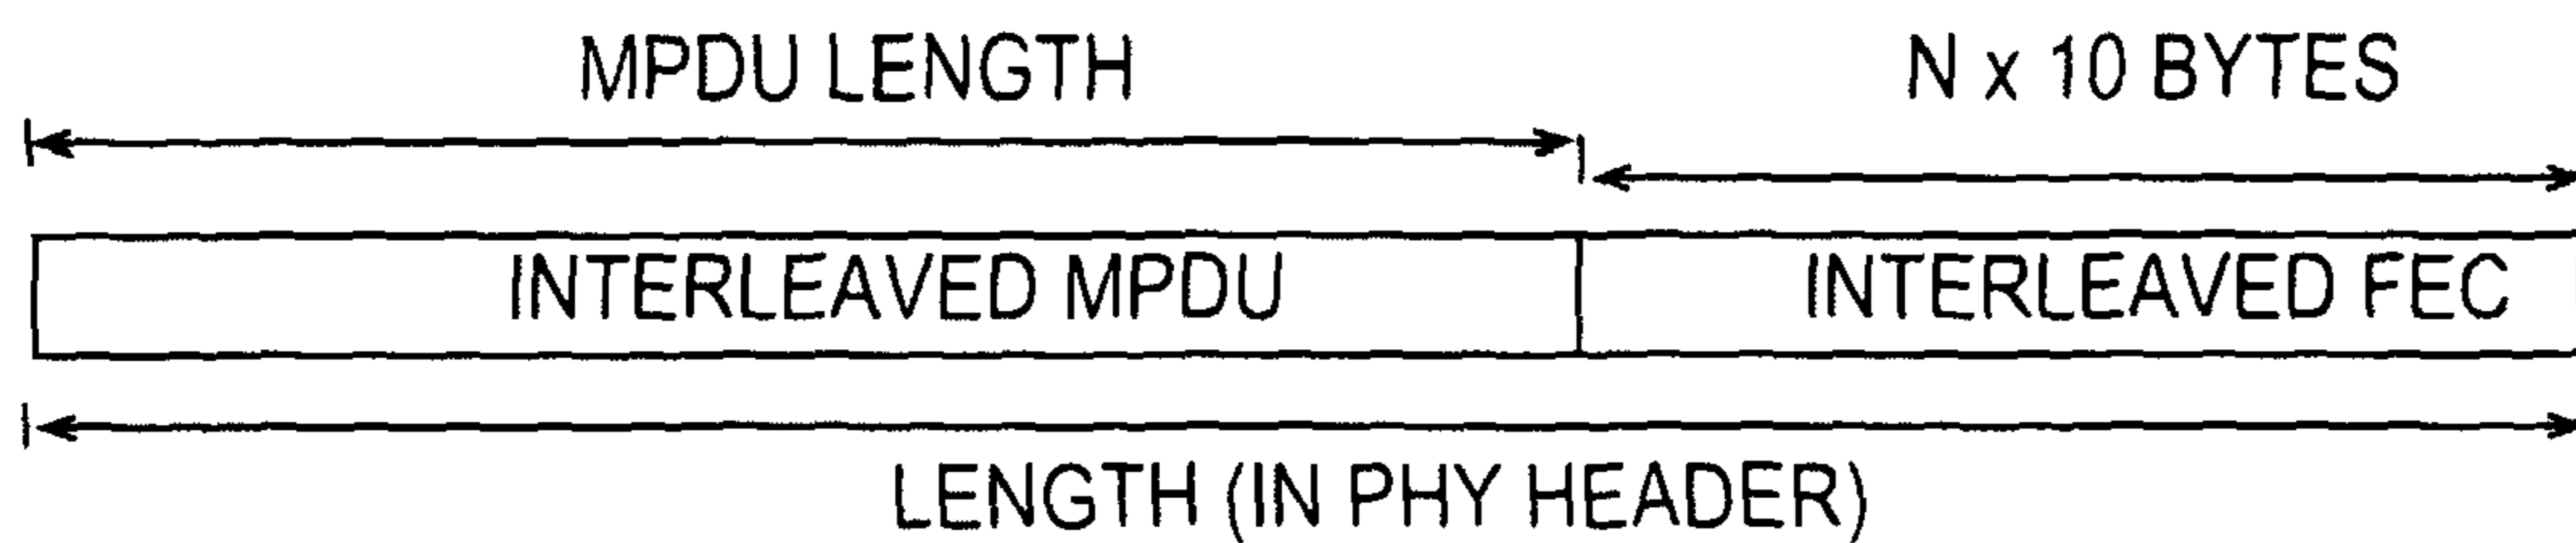 MPDU LENGTH
N x 10 BYTES
INTERLEAVED MPDU
INTERLEAVED FEC
LENGTH (IN PHY HEADER)